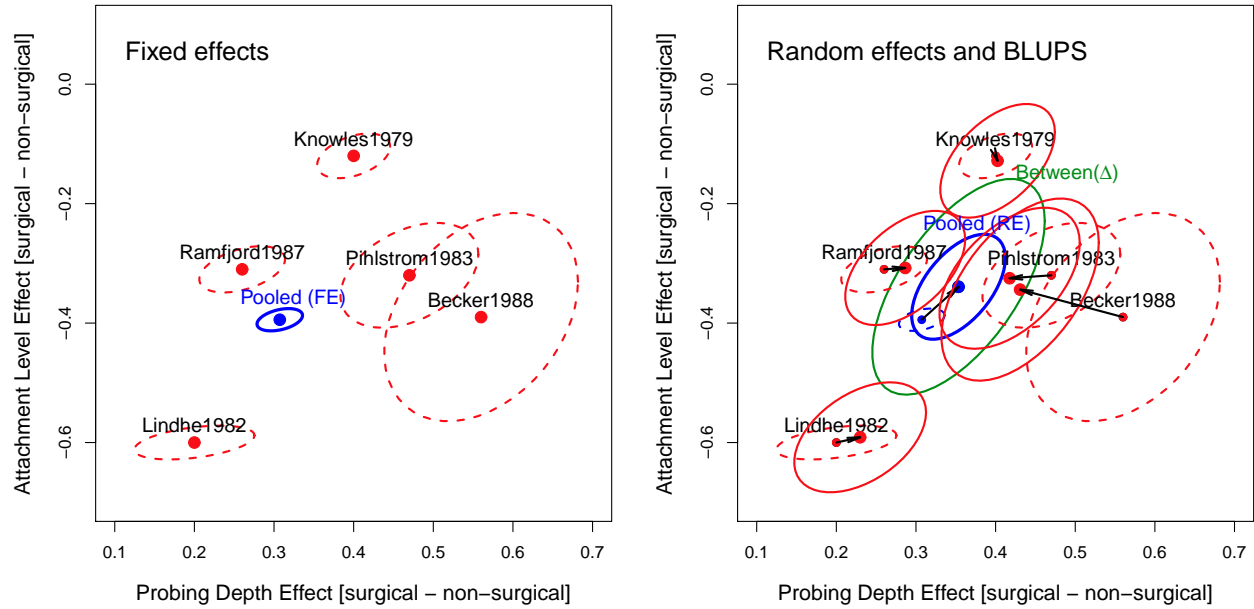 Fixed effects
Knowles1979
Ramfjord1987
Pihlstrom1983
Pooled (FE)
Becker1988
Lindhe1982
0.0
−0.2
−0.4
−0.6
Attachment Level Effect [surgical − non−surgical]
0.1 0.2 0.3 0.4 0.5 0.6 0.7
Probing Depth Effect [surgical − non−surgical]
Random effects and BLUPS
Knowles1979
Between(Δ)
Pooled (RE)
Ramfjord1987
Pihlstrom1983
Becker1988
Lindhe1982
0.0
−0.2
−0.4
−0.6
Attachment Level Effect [surgical − non−surgical]
0.1 0.2 0.3 0.4 0.5 0.6 0.7
Probing Depth Effect [surgical − non−surgical]